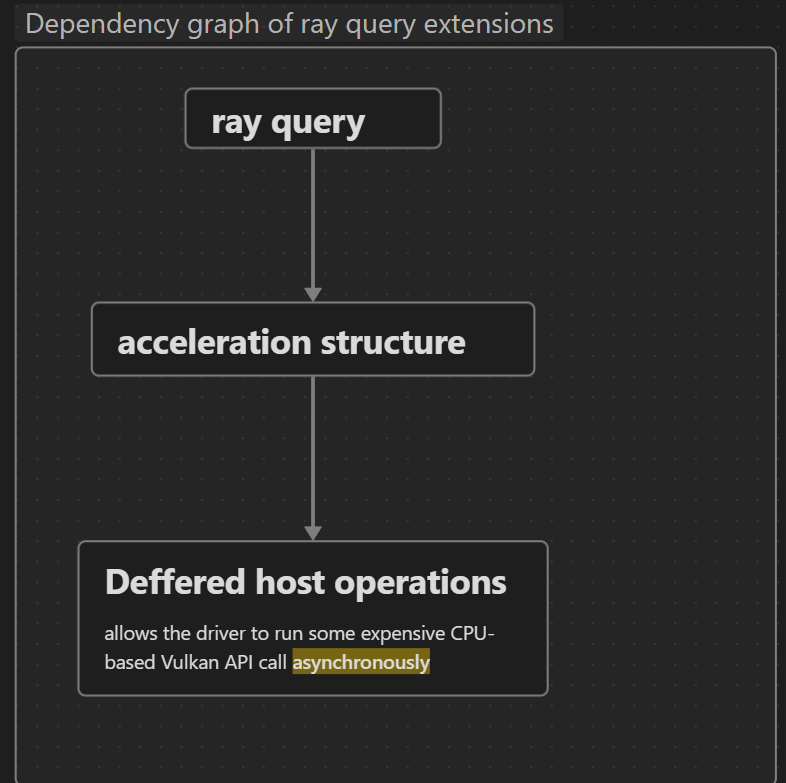 Dependency graph of ray query extensions
ray query
acceleration structure
Deffered host operations
allows the driver to run some expensive CPU-
based Vulkan API call asynchronously